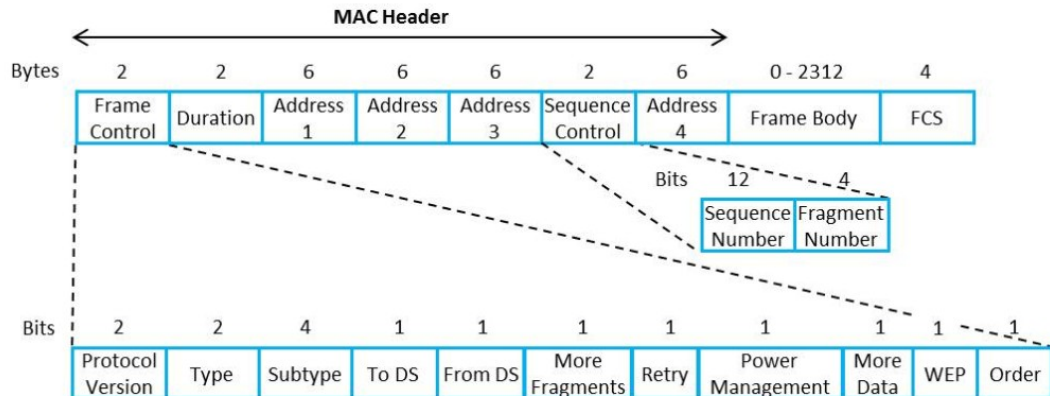 MAC Header
Bytes 2 2 6 6 6 2 6 0 - 2312 4
Frame Control Duration Address 1 Address 2 Address 3 Sequence Control Address 4 Frame Body FCS
Bits 12 4
Sequence Number Fragment Number
Bits 2 2 4 1 1 1 1 1 1 1 1
Protocol Version Type Subtype To DS From DS More Fragments Retry Power Management More Data WEP Order